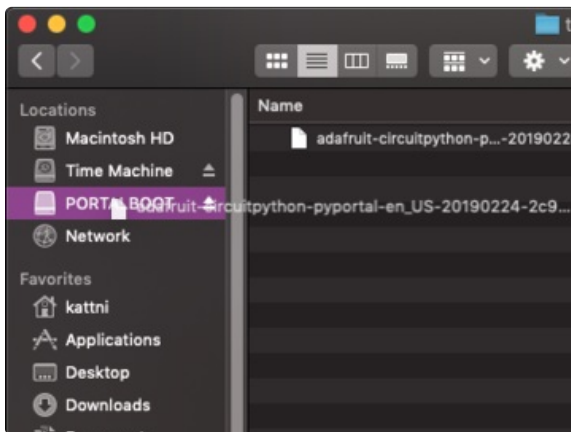 Locations
Name
Macintosh HD
adafruit-circuitpython-p...-2019022
Time Machine
PORTALBOOT
adafruit-circuitpython-pyportal-en_US-20190224-2c9...
Network
Favorites
kattni
Applications
Desktop
Downloads